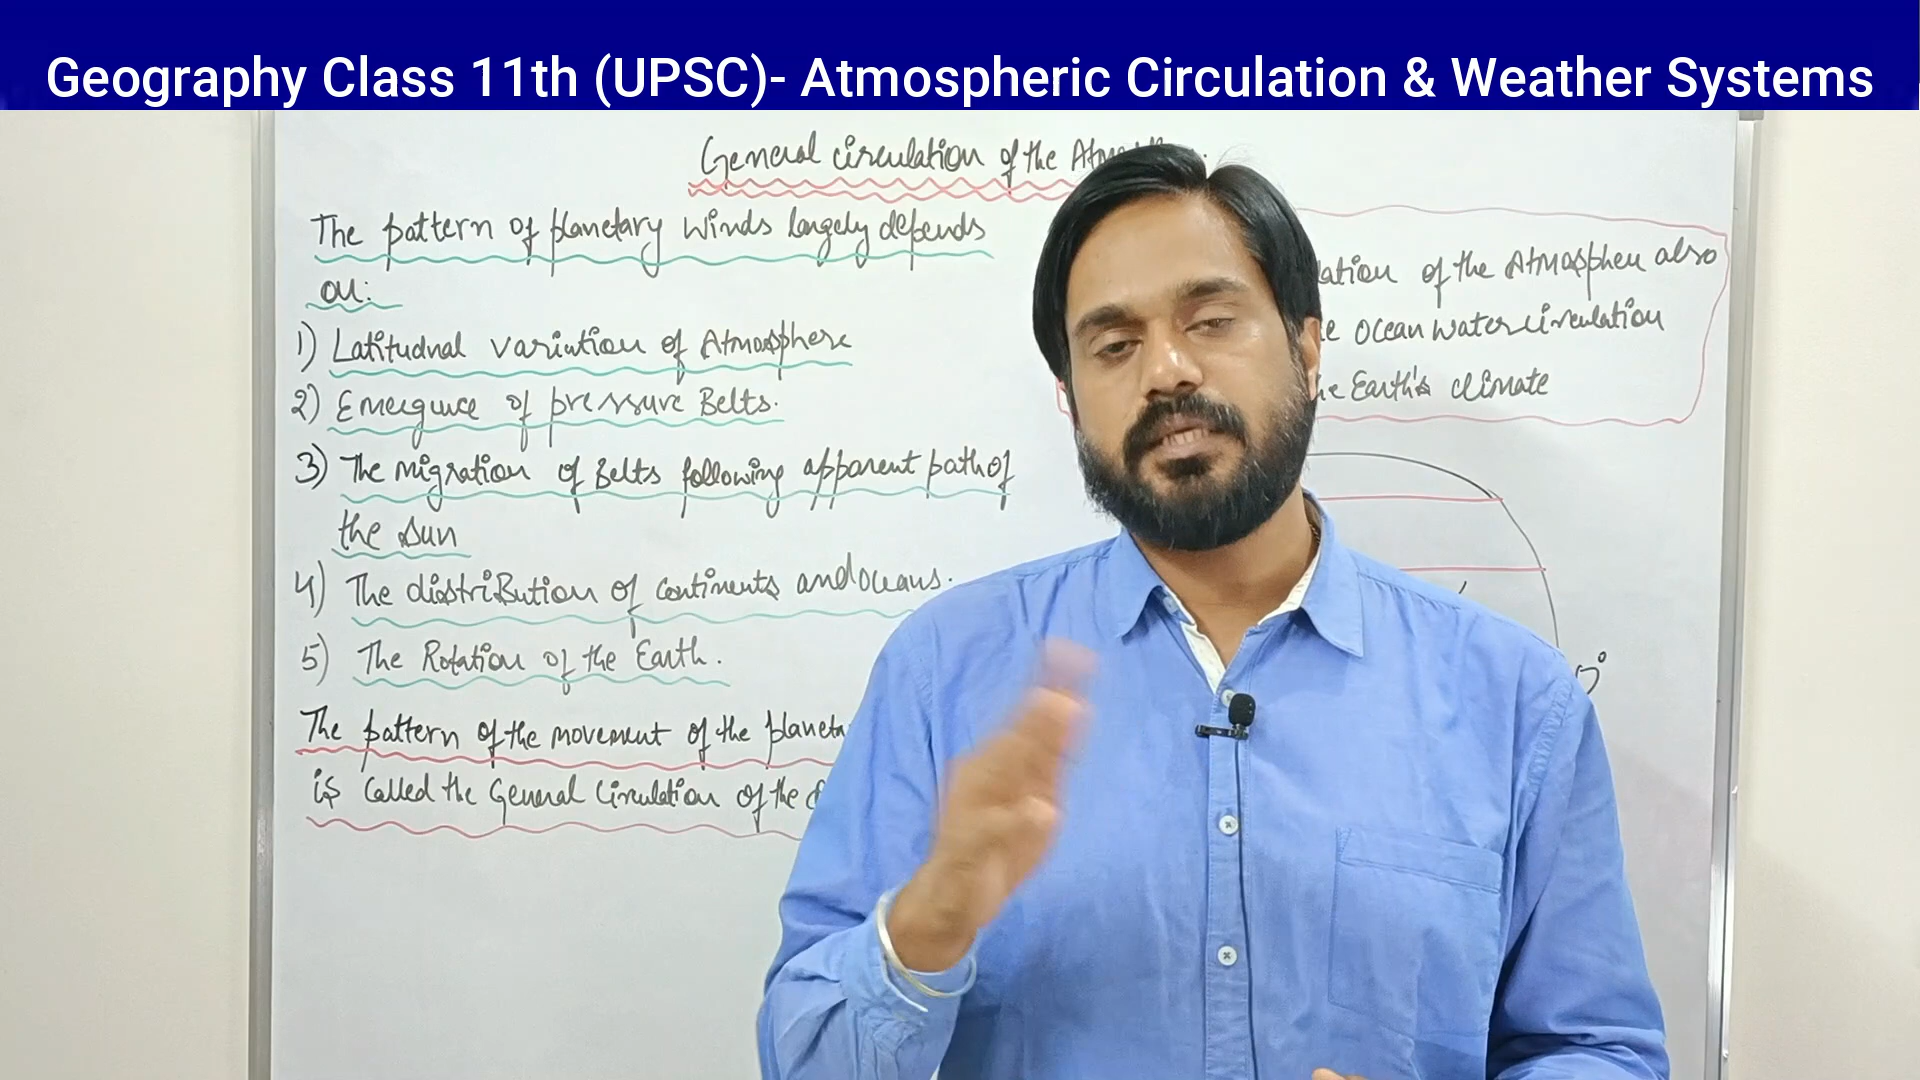 Geography Class 11th (UPSC)- Atmospheric Circulation & Weather Systems
General circulation of the
The pattern of planetary winds largely depends
on:
1) Latitudnal variation of Atmosphere
2) Emergence of pressure Belts.
3) The migration of Belts following apparent path of
the sun
4) The distribution of continents and oceans.
5) The Rotation of the Earth.
The pattern of the movement of the
is called the General Circulation of the
of the Atmospheu also
Ocean water circulation
Earth's climate